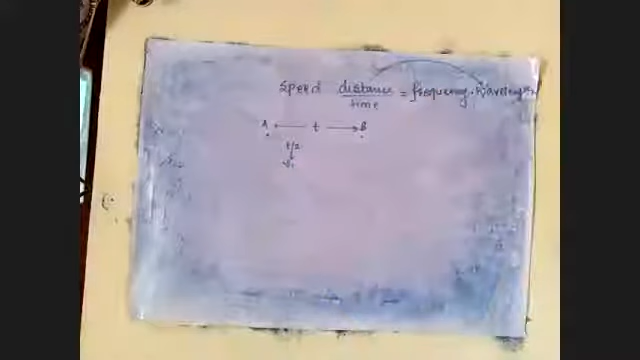 Speed distance/time = frequency. Wavelength
A t B
t/2